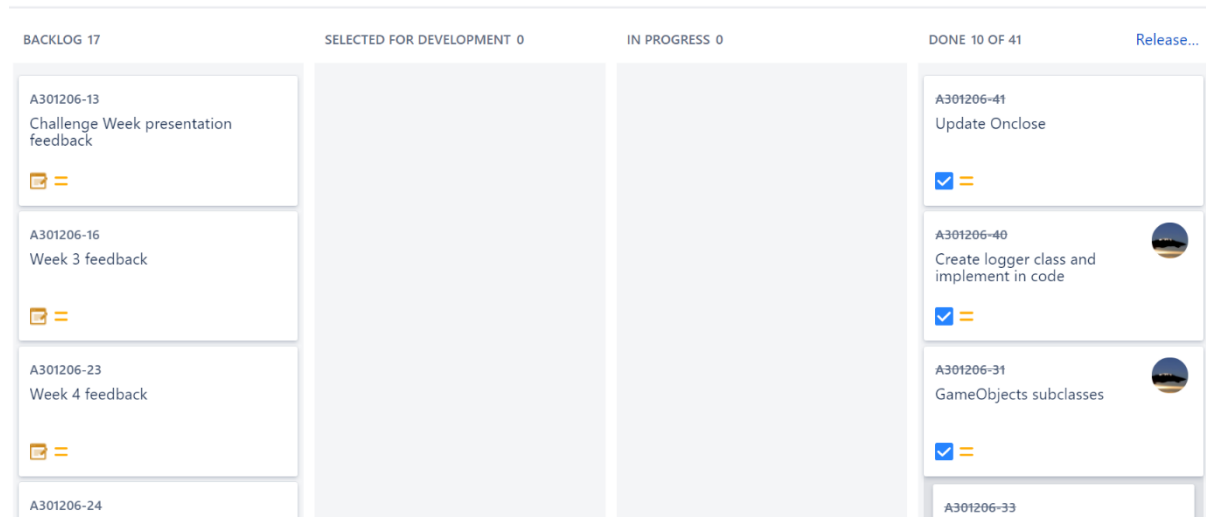 BACKLOG 17
SELECTED FOR DEVELOPMENT 0
IN PROGRESS 0
DONE 10 OF 41
Release...
A301206-13
Challenge Week presentation
feedback
A301206-16
Week 3 feedback
A301206-23
Week 4 feedback
A301206-24
A301206-41
Update Onclose
A301206-40
Create logger class and
implement in code
A301206-31
GameObjects subclasses
A301206-33